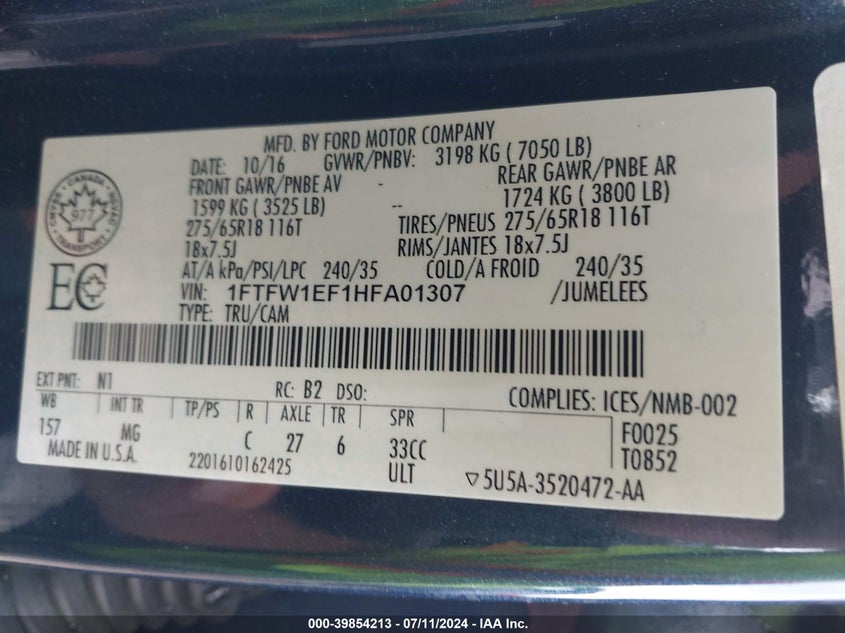 MFD. BY FORD MOTOR COMPANY
DATE: 10/16 GVWR/PNBV: 3198 KG ( 7050 LB)
FRONT GAWR/PNBE AV - REAR GAWR/PNBE AR
1599 KG ( 3525 LB) - 1724 KG ( 3800 LB)
275/65R18 116T TIRES/PNEUS 275/65R18 116T
18x7.5J RIMS/JANTES 18x7.5J
AT/A kPa/PSI/LPC 240/35 COLD/A FROID 240/35
VIN: 1FTFW1EF1HFA01307 /JUMELEES
TYPE: TRU/CAM
CMVSS • CANADA • NSVAC
977
TRANSPORT
EC
EXT PNT: N1 RC: B2 DSO: COMPLIES: ICES/NMB-002
WB INT TR TP/PS R AXLE TR SPR F0025
157 MG C 27 6 33CC T0852
MADE IN U.S.A. 2201610162425 ULT ▽5U5A-3520472-AA
000-39854213 - 07/11/2024 - IAA Inc.